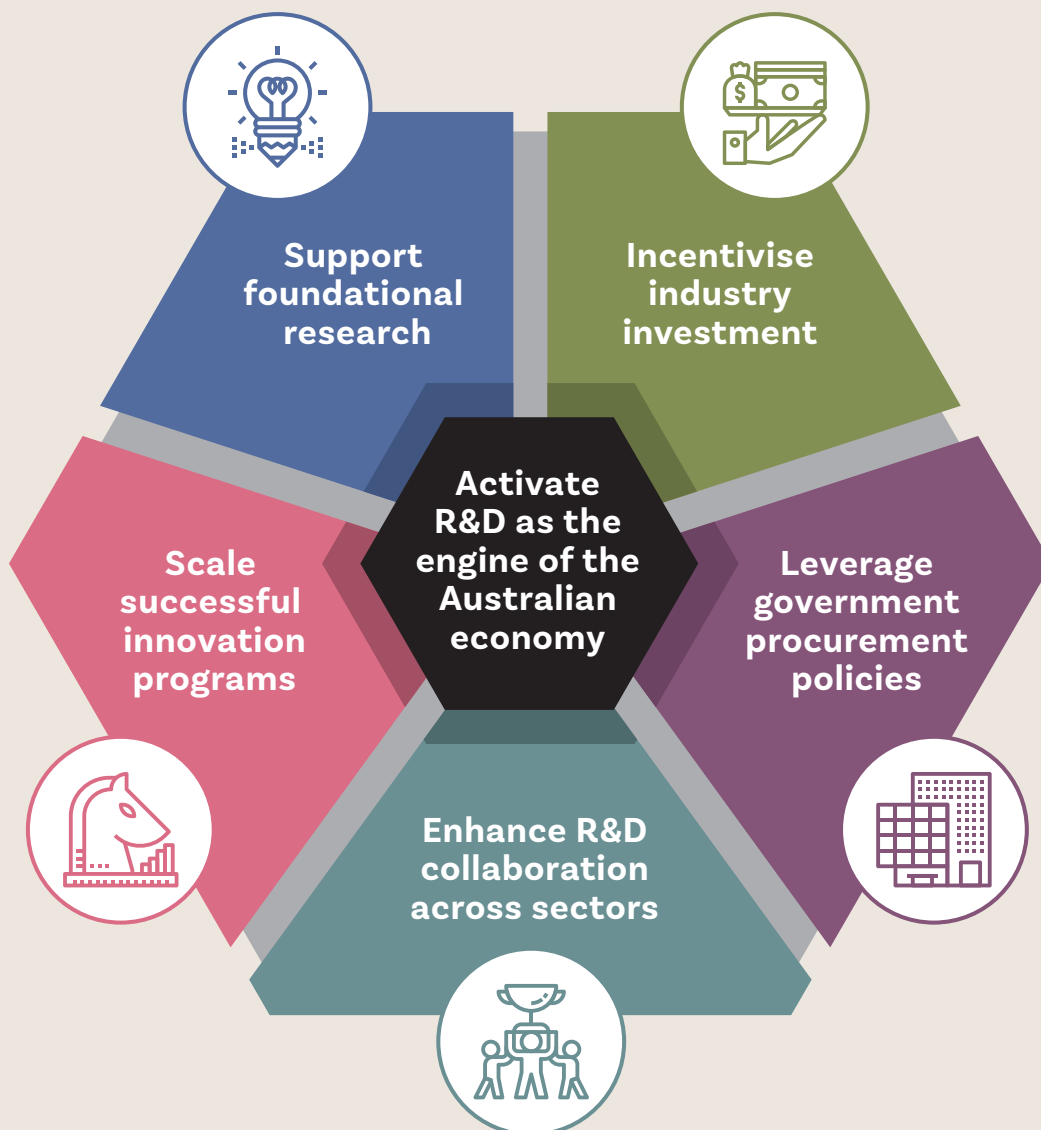 Support
foundational
research
Incentivise
industry
investment
Activate
R&D as the
engine of the
Australian
economy
Scale
successful
innovation
programs
Leverage
government
procurement
policies
Enhance R&D
collaboration
across sectors
$